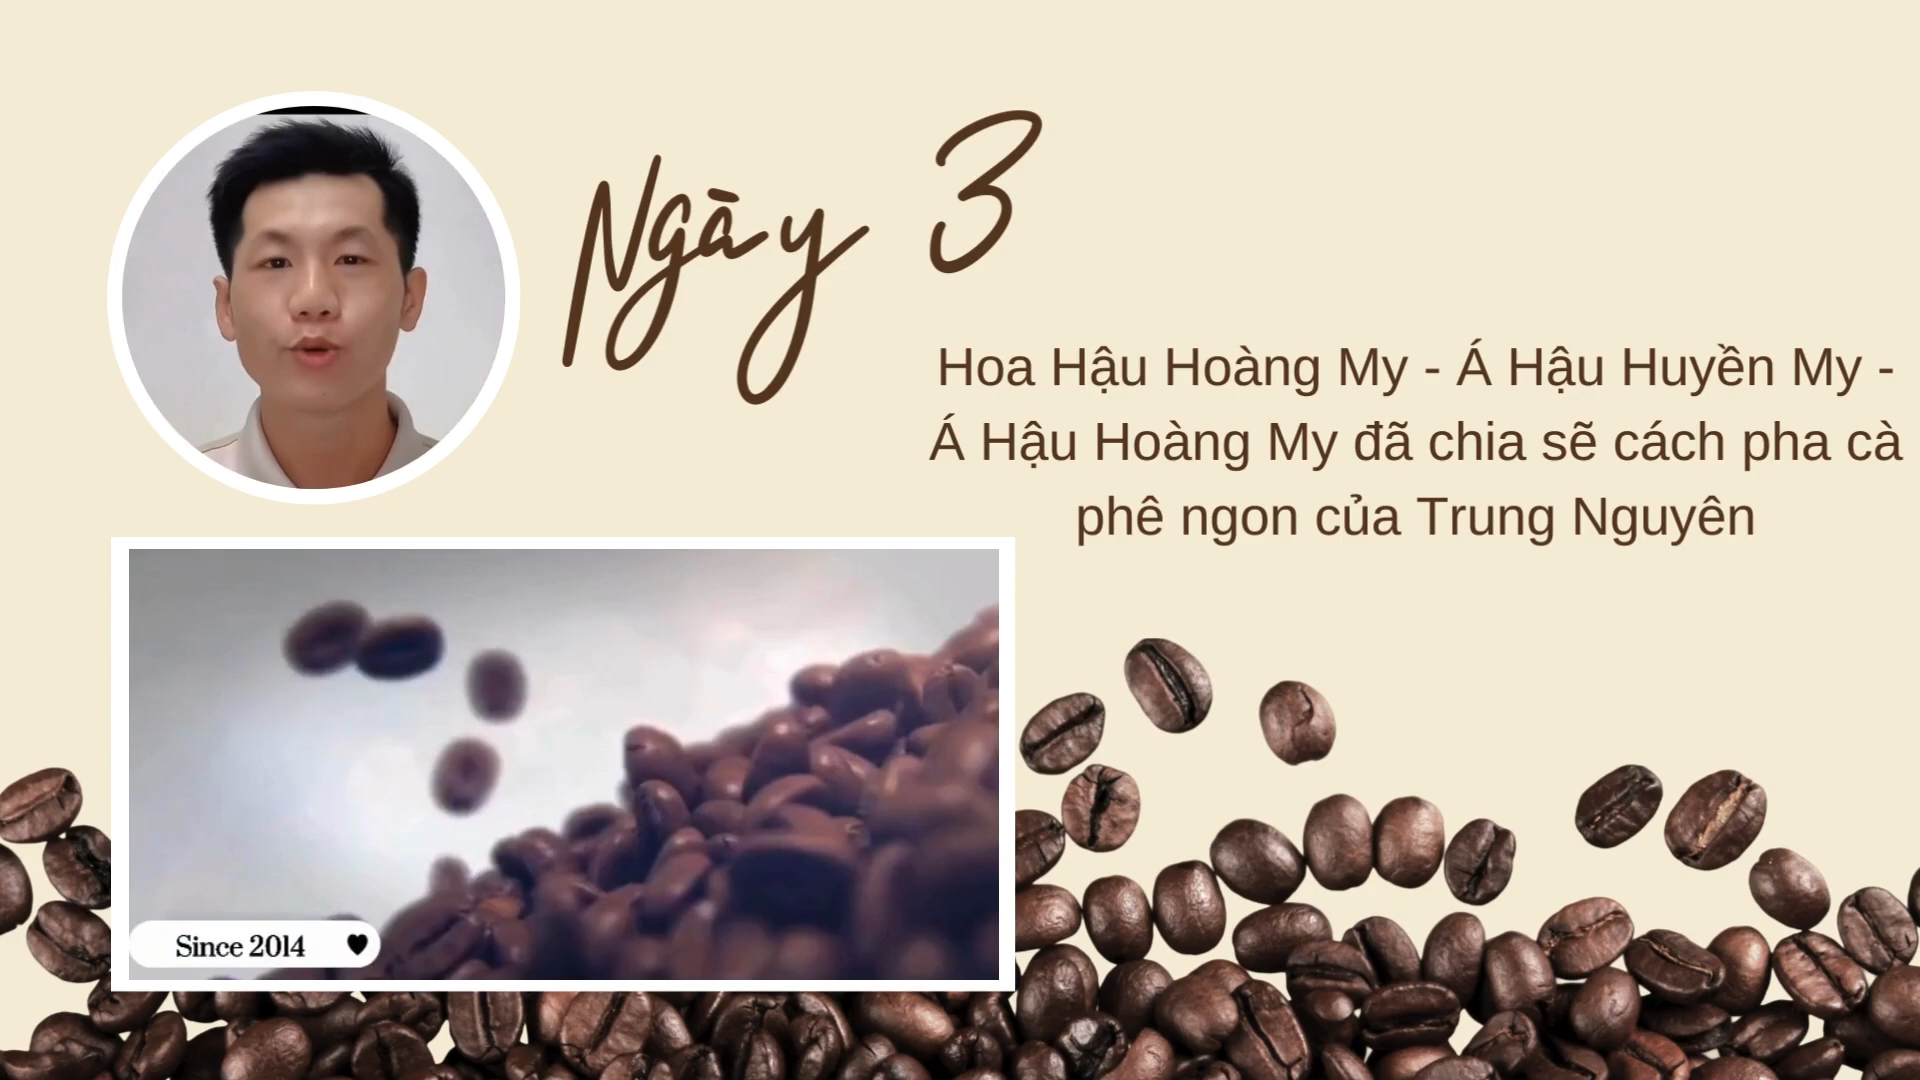 Ngày 3
Hoa Hậu Hoàng My - Á Hậu Huyền My -
Á Hậu Hoàng My đã chia sẽ cách pha cà
phê ngon của Trung Nguyên
Since 2014